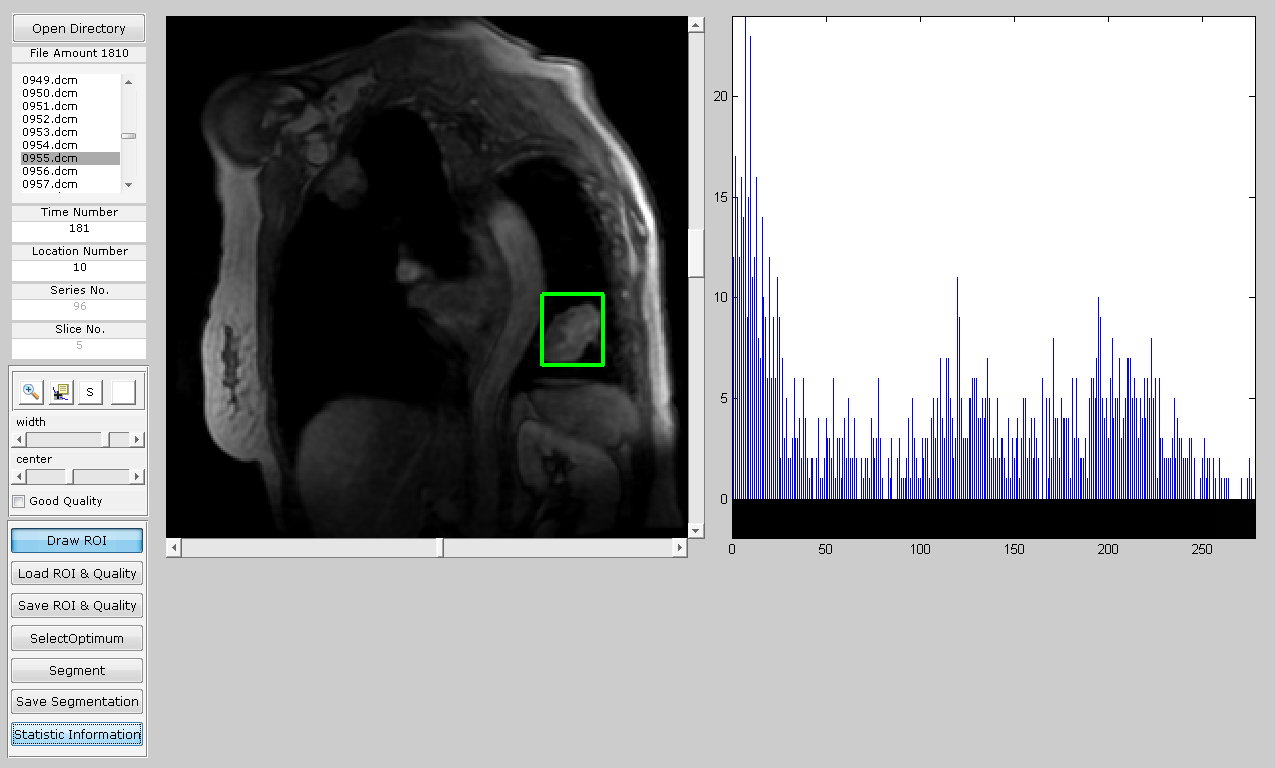 Open Directory
File Amount 1810
0949.dcm
0950.dcm
0951.dcm
0952.dcm
0953.dcm
0954.dcm
0955.dcm
0956.dcm
0957.dcm
Time Number
181
Location Number
10
Series No.
96
Slice No.
5
S
width
center
Good Quality
Draw ROI
Load ROI & Quality
Save ROI & Quality
SelectOptimum
Segment
Save Segmentation
Statistic Information
20
15
10
5
0
0 50 100 150 200 250